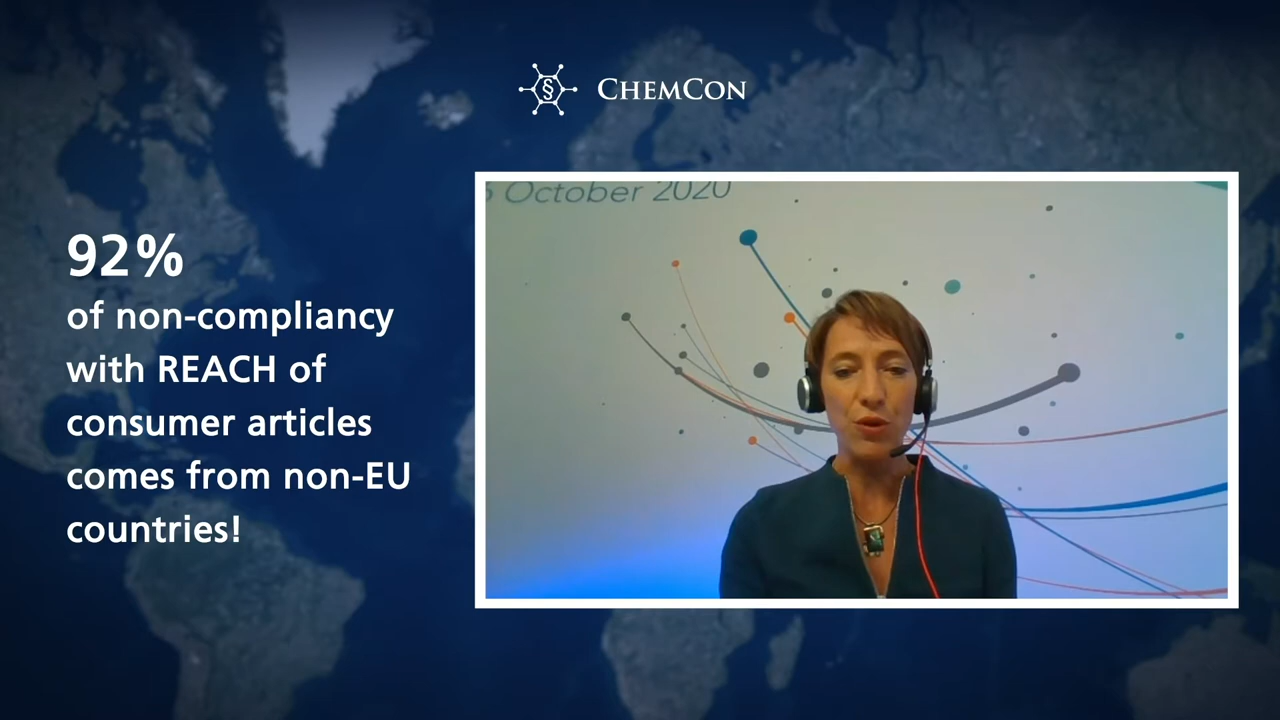 § CHEMCON
October 2020
92%
of non-compliancy
with REACH of
consumer articles
comes from non-EU
countries!